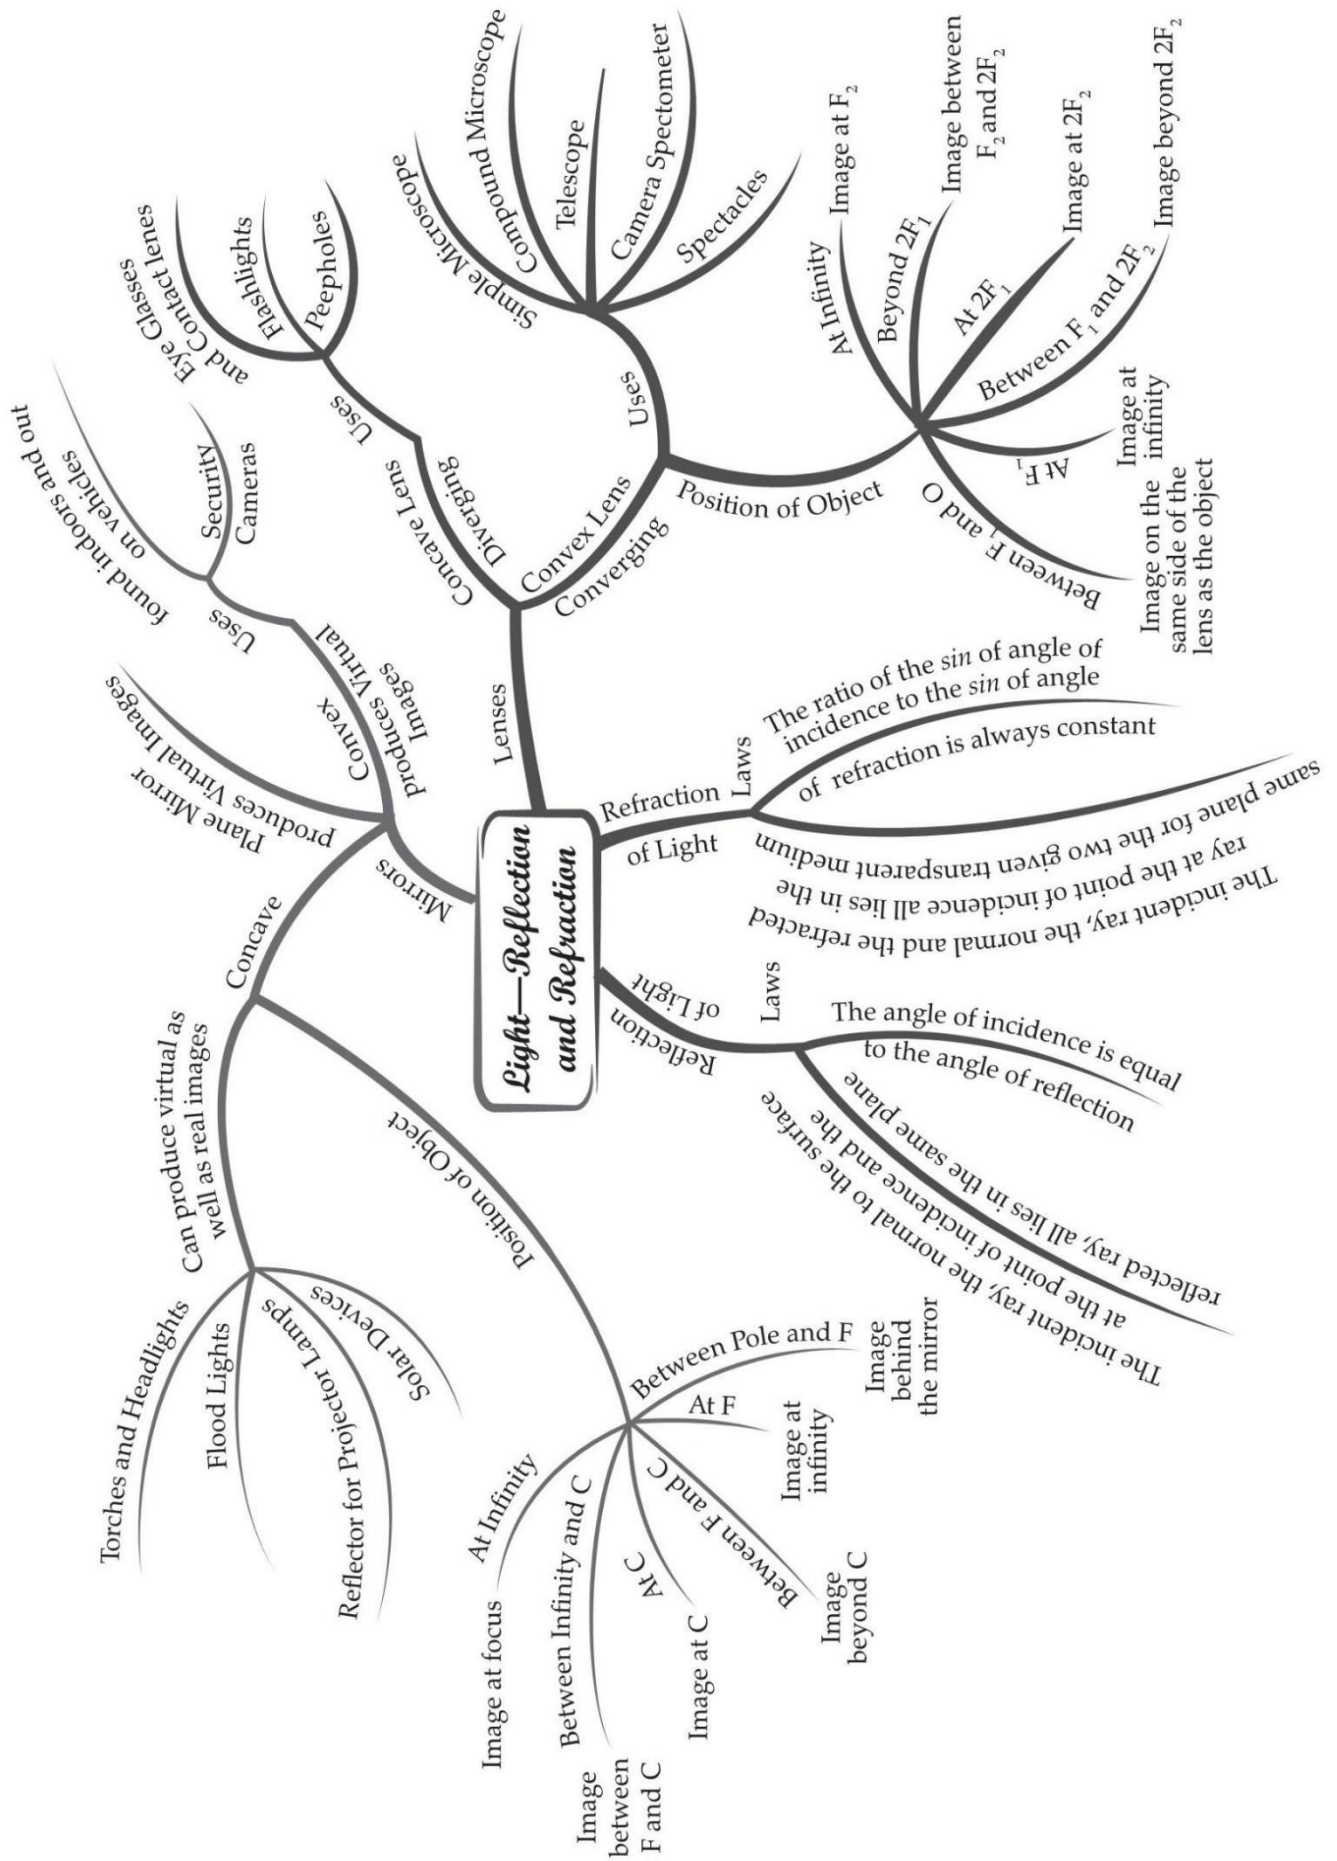 Light—Reflection
and Refraction
Mirrors
Concave
Can produce virtual as
well as real images
Torches and Headlights
Flood Lights
Reflector for Projector Lamps
Solar Devices
Position of Object
At Infinity
Image at focus
Between Infinity and C
Image
between
F and C
At C
Image at C
Between F and C
Image
beyond C
At F
Image at
infinity
Between Pole and F
Image
behind
the mirror
Plane Mirror
produces Virtual Images
Convex
produces Virtual
Images
Uses
found indoors and out
on vehicles
Security
Cameras
Lenses
Concave Lens
Diverging
Uses
Eye Glasses
and Contact lenes
Flashlights
Peepholes
Convex Lens
Converging
Uses
Simple Microscope
Compound Microscope
Telescope
Camera Spectometer
Spectacles
Position of Object
At Infinity
Image at F₂
Beyond 2F₁
Image between
F₂ and 2F₂
At 2F₁
Image at 2F₂
Between F₁ and 2F₂
Image beyond 2F₂
At F₁
Image at
infinity
Between F₁ and O
Image on the
same side of the
lens as the object
Refraction
of Light
Laws
The ratio of the sin of angle of
incidence to the sin of angle
of refraction is always constant
The incident ray, the normal and the refracted
ray at the point of incidence all lies in the
same plane for the two given transparent medium
Reflection
of Light
Laws
The angle of incidence is equal
to the angle of reflection
The incident ray, the normal to the surface
at the point of incidence and the
reflected ray, all lies in the same plane